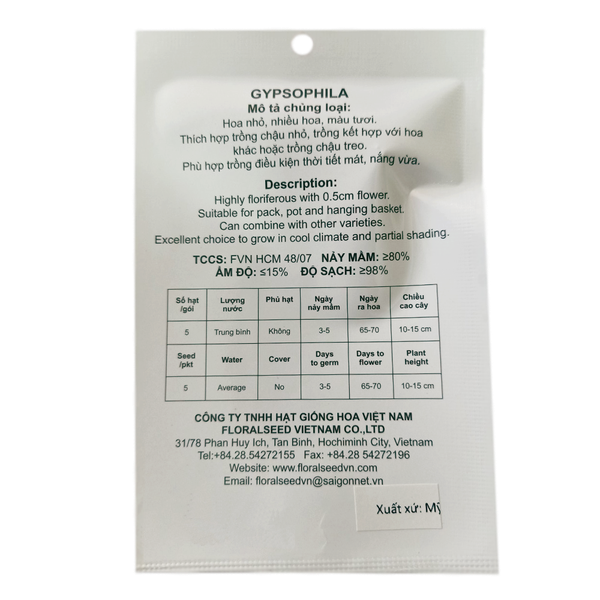 GYPSOPHILA
Mô tả chủng loại:
Hoa nhỏ, nhiều hoa, màu tươi.
Thích hợp trồng chậu nhỏ, trồng kết hợp với hoa
khác hoặc trồng chậu treo.
Phù hợp trồng điều kiện thời tiết mát, nắng vừa.
Description:
Highly floriferous with 0.5cm flower.
Suitable for pack, pot and hanging basket.
Can combine with other varieties.
Excellent choice to grow in cool climate and partial shading.
TCCS: FVN HCM 48/07 NẢY MẦM: ≥80%
ẨM ĐỘ: ≤15% ĐỘ SẠCH: ≥98%
Số hạt /gói Lượng nước Phủ hạt Ngày nảy mầm Ngày ra hoa Chiều cao cây
5 Trung bình Không 3-5 65-70 10-15 cm
Seed /pkt Water Cover Days to germ Days to flower Plant height
5 Average No 3-5 65-70 10-15 cm
CÔNG TY TNHH HẠT GIỐNG HOA VIỆT NAM
FLORALSEED VIETNAM CO.,LTD
31/78 Phan Huy Ich, Tan Binh, Hochiminh City, Vietnam
Tel:+84.28.54272155 Fax: +84.28 54272196
Website: www.floralseedvn.com
Email: floralseedvn@saigonnet.vn
Xuất xứ: Mỹ